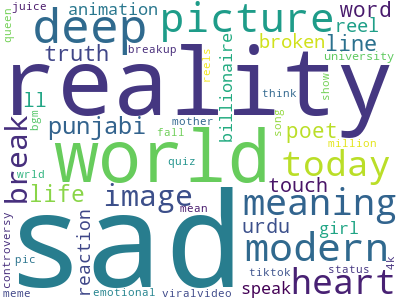 juice
animation
picture
word
queen
deep
reel
truth
breakup
broken
line
reality
ll
reels
university
billionaire
think
show
bgm
punjabi
mother
song
poet
break
wrld
world
fall
million
quiz
today
life
image
mean
touch
meaning
sad
urdu
girl
controversy
reaction
modern
pic
emotional
tiktok
status
4k
meme
viralvideo
speak
heart